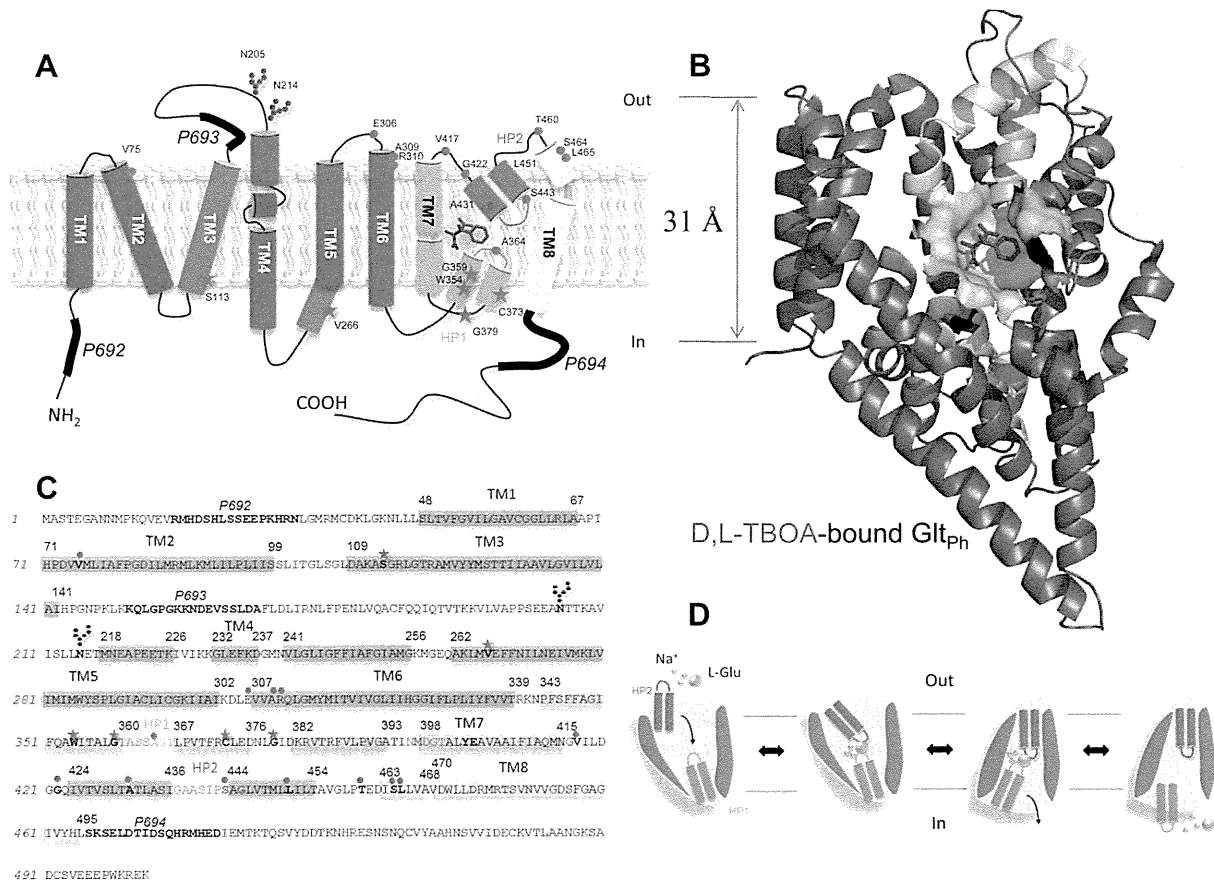 A
N205
N214
P693
V75
E306
A309
R310
V417
G422
HP2
T460
S464
L465
L451
S443
A431
A364
G359
W354
C373
G379
HP1
S113
V266
TM1
TM2
TM3
TM4
TM5
TM6
TM7
TM8
P692
P694
NH2
COOH
B
Out
31 Å
In
D,L-TBOA-bound GltPh
C
P692 48 TM1 67
1 MASTEGANNMPKQVEVRMHDSHLSSEEPKHRNLGMRMCDKLGKNLLLSLTVFGVILGAVCGGLLRLAAPI
71 TM2 99 109 TM3
71 HPDVVMLIAFPGDILMRMLKMLILPLIISSLITGLSGLDAKASGRLGTRAMVYYMSTTIIAAVLGVILVL
141 P693
141 AIHPGNPKLKKQLGPGKKNDEVSSLDAFLDLIRNLFPENLVQACFQQIQTVTKKVLVAPPSEEANTTKAV
218 226 232 TM4 237 241 256 262
211 ISLLNETMNEAPEETKIVIKKGLEFKDGMNVLGLIGFFIAFGIAMGKMGEQAKLMVEFFNILNEIVMKLV
TM5 302 307 TM6 339 343
281 IMIMWYSPLGIACLICGKIIAIKDLEVVARQLGMYMITVIVGLIIHGGIFLPLIYFVVTRKNPFSFFAGI
360 HP1 367 376 382 393 398 TM7 415
351 FQAWITALGTASSAGTLPVTFRCLEDNLGIDKRVTRFVLPVGATINMDGTALYEAVAAIFIAQMNGVILD
424 436 HP2 444 454 463 468 470 TM8
421 GQIVTVSLTATLASIGAASIPSAGLVTMLLILTAVGLPTEDISLLVAVDWLLDRMRTSVNVVGDSFGAG
495 P694
461 IVYHLSKSELDTIDSQHRMHEDIEMTKTQSVYDDTKNHRESNSNQCVYAAHNSVVIDECKVTLAANGKSA
491 DCSVEEEPWKREK
D
Na+
L-Glu
HP2
HP1
Out
In